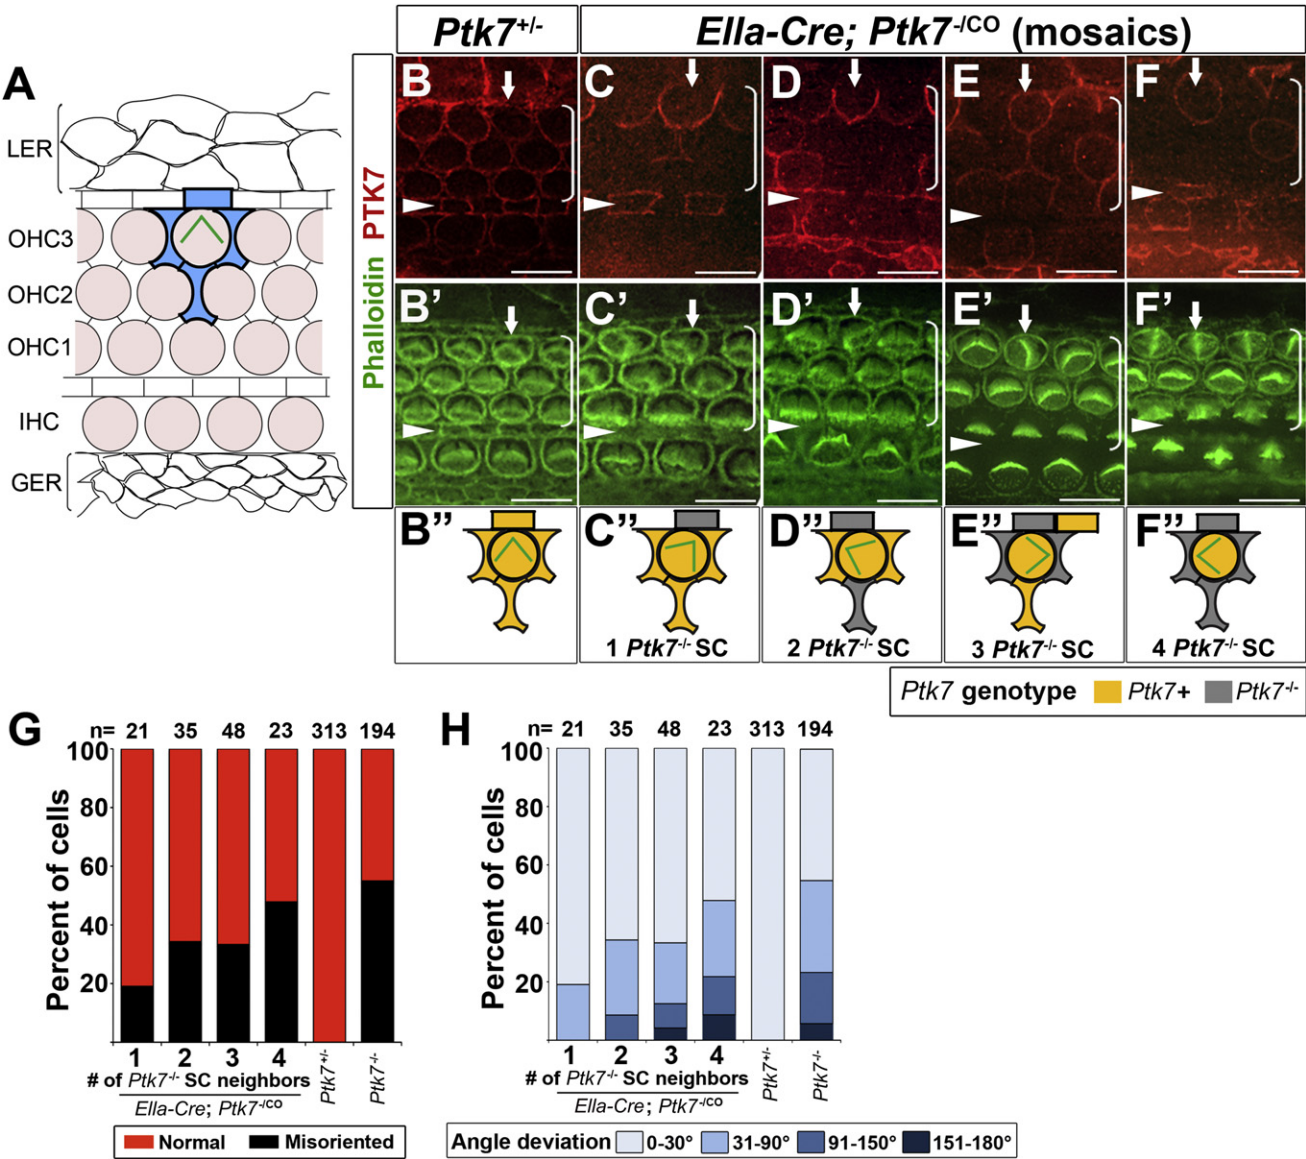 Ptk7+/-
Ella-Cre; Ptk7-/CO (mosaics)
A
LER
OHC3
OHC2
OHC1
IHC
GER
Phalloidin PTK7
B
C
D
E
F
B’
C’
D’
E’
F’
B”
C”
D”
E”
F”
1 Ptk7-/- SC
2 Ptk7-/- SC
3 Ptk7-/- SC
4 Ptk7-/- SC
Ptk7 genotype Ptk7+ Ptk7-/-
G
n= 21 35 48 23 313 194
Percent of cells
100
80
60
40
20
1 2 3 4 Ptk7+/- Ptk7-/-
# of Ptk7-/- SC neighbors
Ella-Cre; Ptk7-/CO
Normal Misoriented
H
n= 21 35 48 23 313 194
Percent of cells
100
80
60
40
20
1 2 3 4 Ptk7+/- Ptk7-/-
# of Ptk7-/- SC neighbors
Ella-Cre; Ptk7-/CO
Angle deviation 0-30° 31-90° 91-150° 151-180°